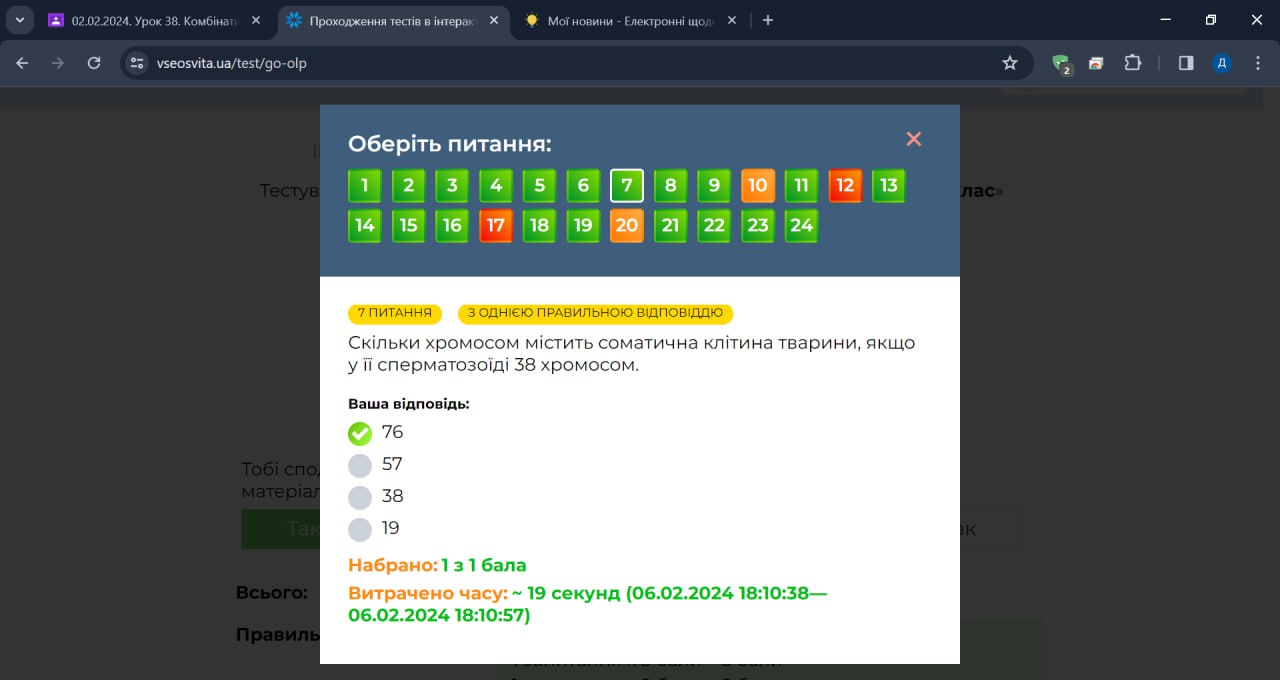 02.02.2024. Урок 38. Комбінати
Проходження тестів в інтерак
Мої новини - Електронні щод
vseosvita.ua/test/go-olp
2
Д
Оберіть питання:
1 2 3 4 5 6 7 8 9 10 11 12 13
14 15 16 17 18 19 20 21 22 23 24
Тестув
лас»
7 ПИТАННЯ
З ОДНІЄЮ ПРАВИЛЬНОЮ ВІДПОВІДДЮ
Скільки хромосом містить соматична клітина тварини, якщо
у її сперматозоїді 38 хромосом.
Ваша відповідь:
76
57
38
19
Тобі спо
матеріал
Так
ак
Набрано: 1 з 1 бала
Витрачено часу: ~ 19 секунд (06.02.2024 18:10:38—
06.02.2024 18:10:57)
Всього:
Правиль